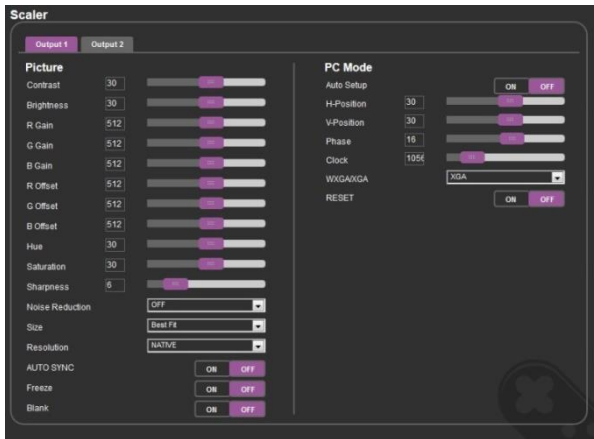 Scaler
Output 1 Output 2
Picture
Contrast 30
Brightness 30
R Gain 512
G Gain 512
B Gain 512
R Offset 512
G Offset 512
B Offset 512
Hue 30
Saturation 30
Sharpness 6
Noise Reduction OFF
Size Best Fit
Resolution NATIVE
AUTO SYNC ON OFF
Freeze ON OFF
Blank ON OFF
PC Mode
Auto Setup ON OFF
H-Position 30
V-Position 30
Phase 16
Clock 1056
WXGA/XGA XGA
RESET ON OFF